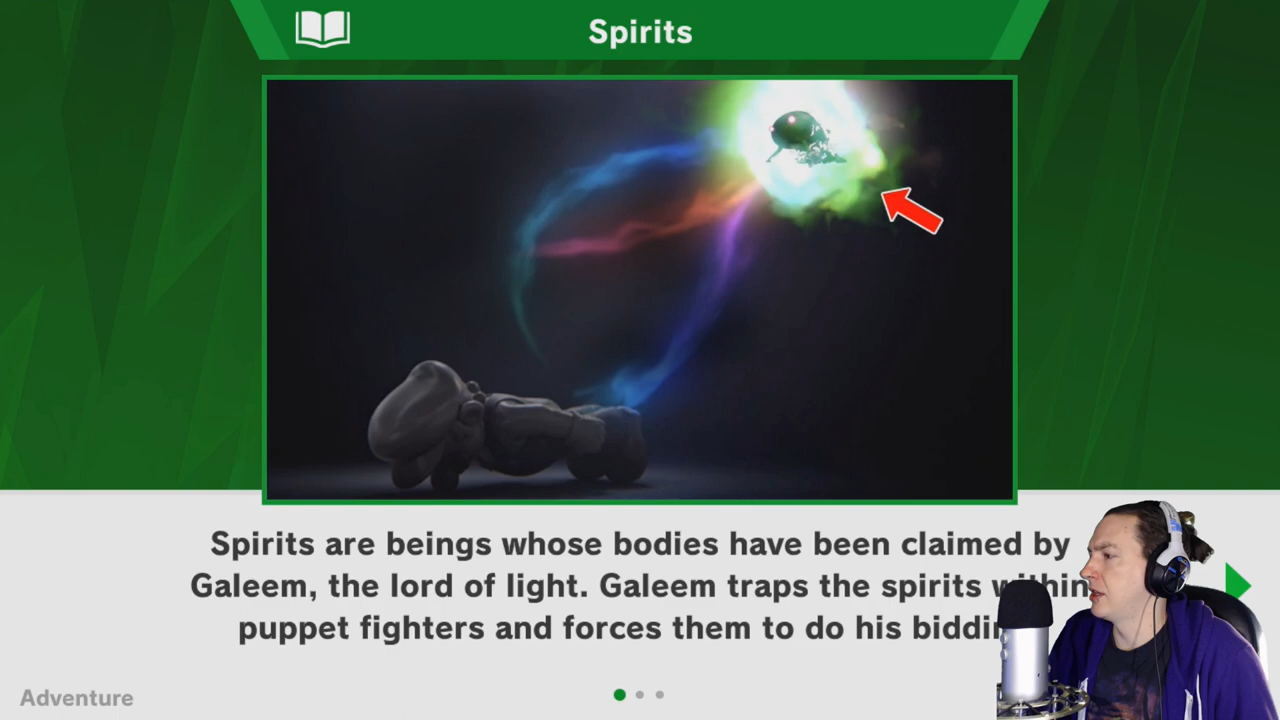 Spirits
Spirits are beings whose bodies have been claimed by
Galeem, the lord of light. Galeem traps the spirits within
puppet fighters and forces them to do his
Adventure